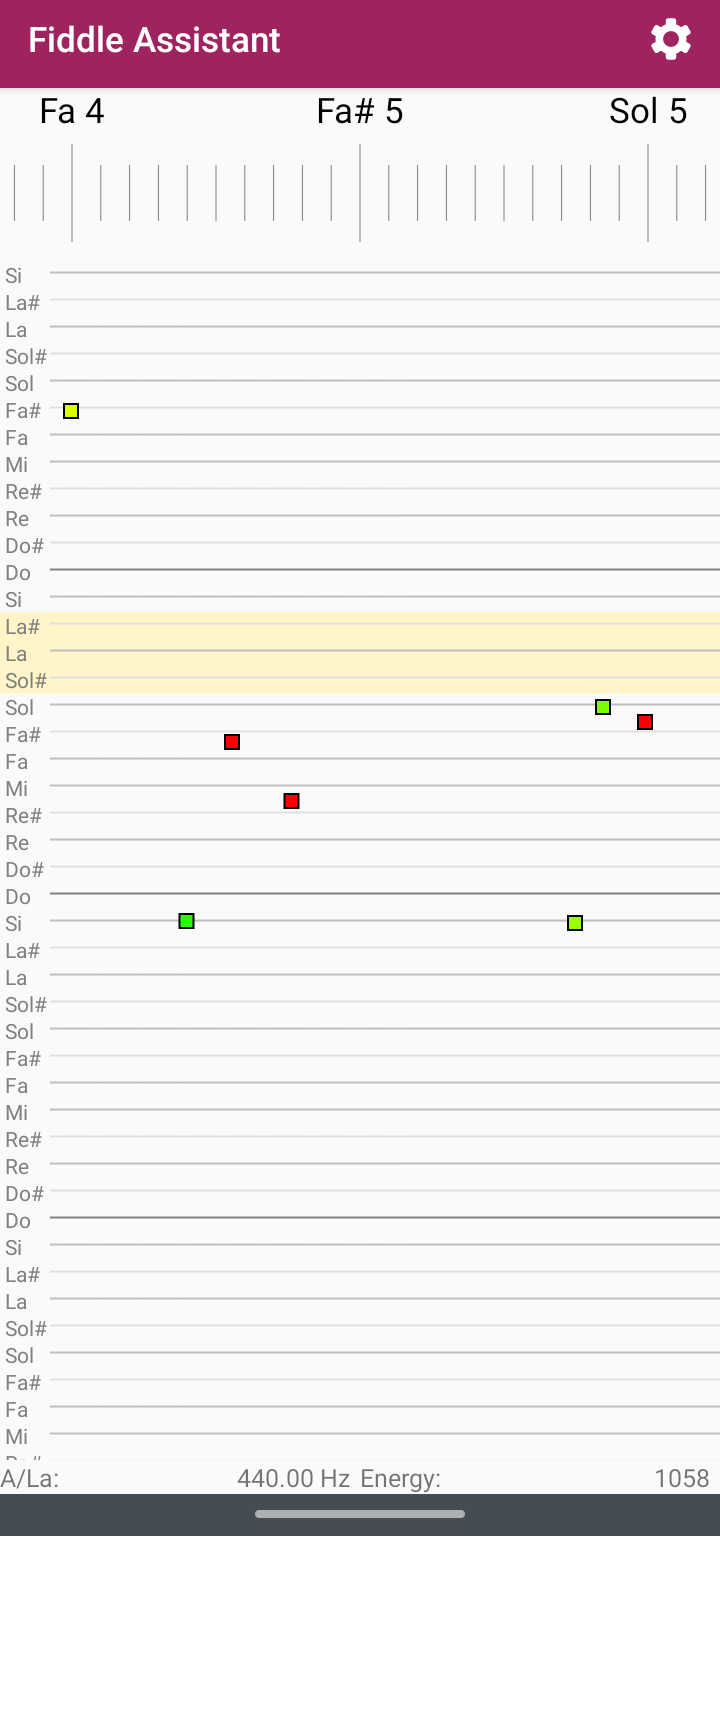 Fiddle Assistant
Fa 4 Fa# 5 Sol 5
Si
La#
La
Sol#
Sol
Fa#
Fa
Mi
Re#
Re
Do#
Do
Si
La#
La
Sol#
Sol
Fa#
Fa
Mi
Re#
Re
Do#
Do
Si
La#
La
Sol#
Sol
Fa#
Fa
Mi
Re#
Re
Do#
Do
Si
La#
La
Sol#
Sol
Fa#
Fa
Mi
A/La: 440.00 Hz Energy: 1058